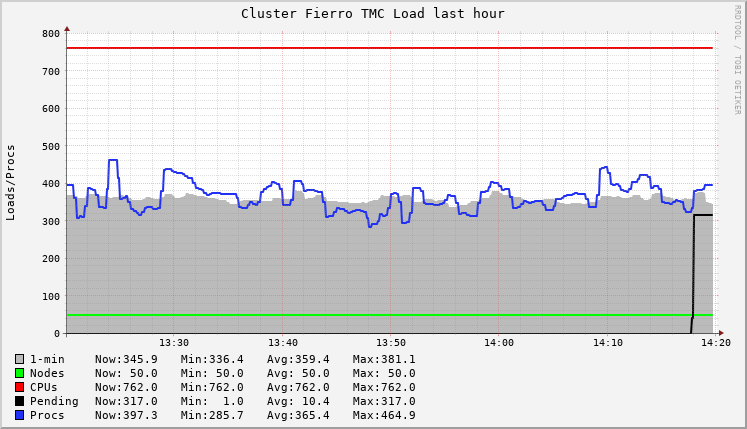 Cluster Fierro TMC Load last hour
RRDTOOL / TOBI OETIKER
Loads/Procs
800
700
600
500
400
300
200
100
0
13:30 13:40 13:50 14:00 14:10 14:20
1-min Now:345.9 Min:336.4 Avg:359.4 Max:381.1
Nodes Now: 50.0 Min: 50.0 Avg: 50.0 Max: 50.0
CPUs Now:762.0 Min:762.0 Avg:762.0 Max:762.0
Pending Now:317.0 Min: 1.0 Avg: 10.4 Max:317.0
Procs Now:397.3 Min:285.7 Avg:365.4 Max:464.9